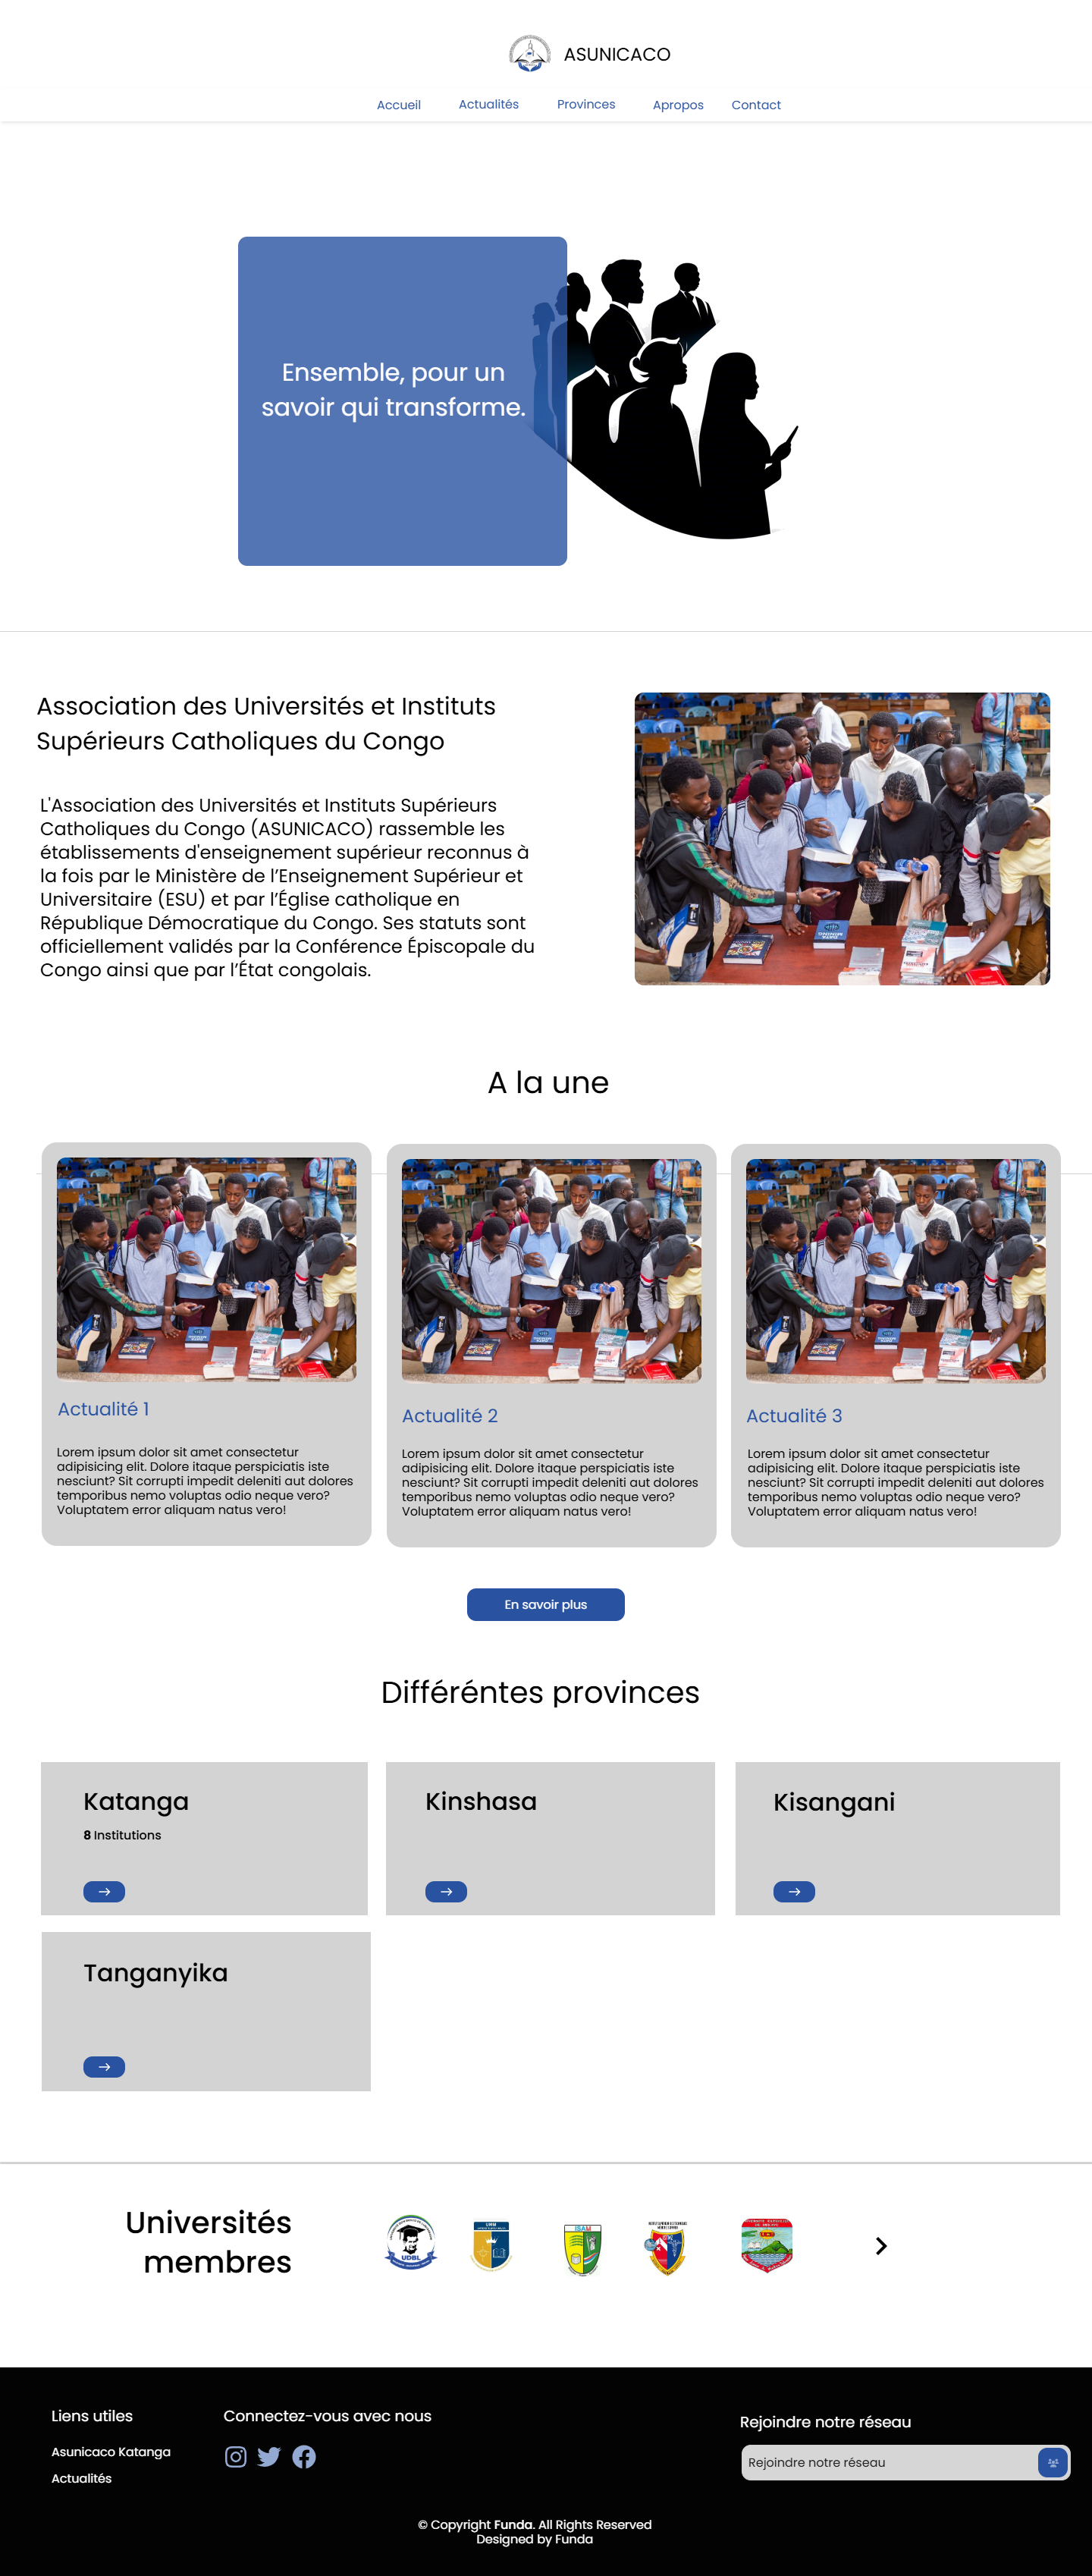 ASUNICACO
Accueil
Actualités
Provinces
Apropos
Contact
Ensemble, pour un
savoir qui transforme.
Association des Universités et Instituts
Supérieurs Catholiques du Congo
L'Association des Universités et Instituts Supérieurs
Catholiques du Congo (ASUNICACO) rassemble les
établissements d'enseignement supérieur reconnus à
la fois par le Ministère de l’Enseignement Supérieur et
Universitaire (ESU) et par l’Église catholique en
République Démocratique du Congo. Ses statuts sont
officiellement validés par la Conférence Épiscopale du
Congo ainsi que par l’État congolais.
A la une
Actualité 1
Lorem ipsum dolor sit amet consectetur
adipisicing elit. Dolore itaque perspiciatis iste
nesciunt? Sit corrupti impedit deleniti aut dolores
temporibus nemo voluptas odio neque vero?
Voluptatem error aliquam natus vero!
Actualité 2
Lorem ipsum dolor sit amet consectetur
adipisicing elit. Dolore itaque perspiciatis iste
nesciunt? Sit corrupti impedit deleniti aut dolores
temporibus nemo voluptas odio neque vero?
Voluptatem error aliquam natus vero!
Actualité 3
Lorem ipsum dolor sit amet consectetur
adipisicing elit. Dolore itaque perspiciatis iste
nesciunt? Sit corrupti impedit deleniti aut dolores
temporibus nemo voluptas odio neque vero?
Voluptatem error aliquam natus vero!
En savoir plus
Différéntes provinces
Katanga
8 Institutions
Kinshasa
Kisangani
Tanganyika
Universités
membres
UDBL
Liens utiles
Asunicaco Katanga
Actualités
Connectez-vous avec nous
Rejoindre notre réseau
Rejoindre notre réseau
© Copyright Funda. All Rights Reserved
Designed by Funda